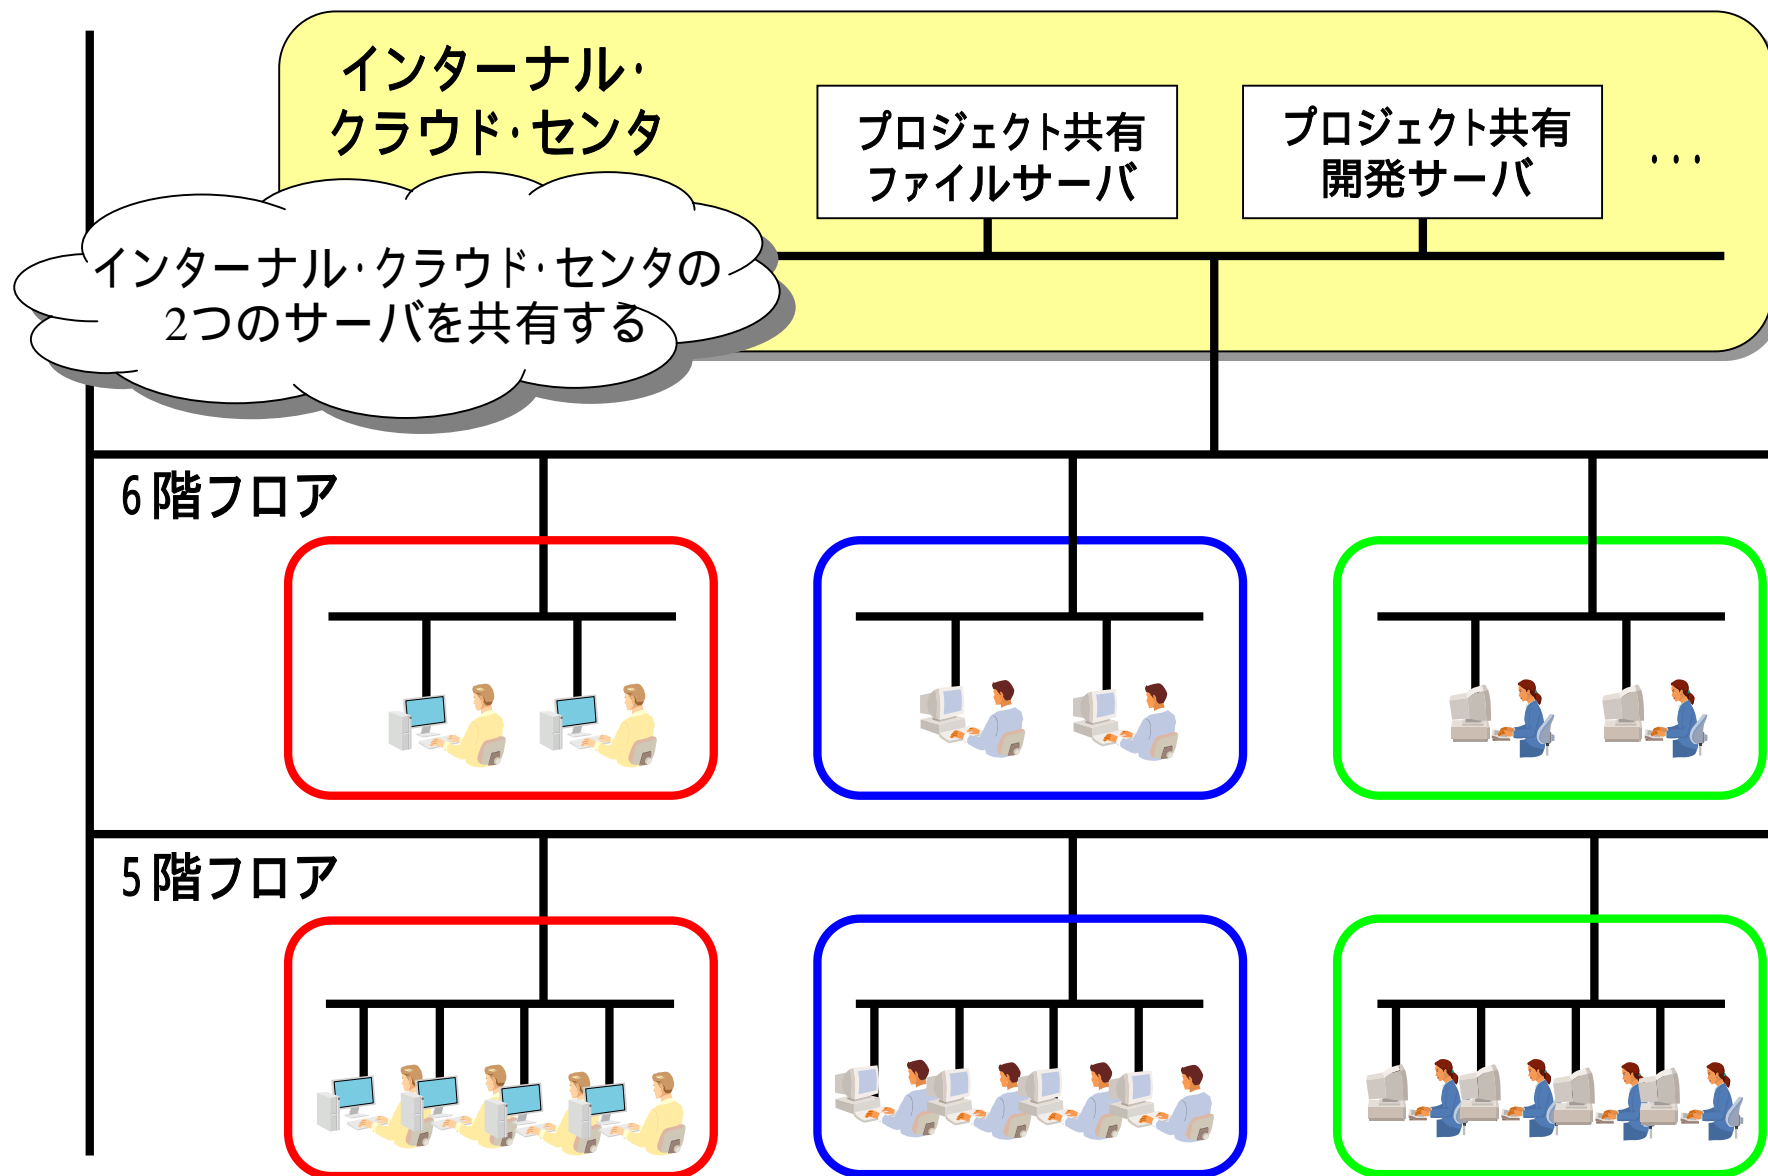 インターナル・
クラウド・センタ
プロジェクト共有
ファイルサーバ
プロジェクト共有
開発サーバ
・・・
インターナル・クラウド・センタの
2つのサーバを共有する
6階フロア
5階フロア